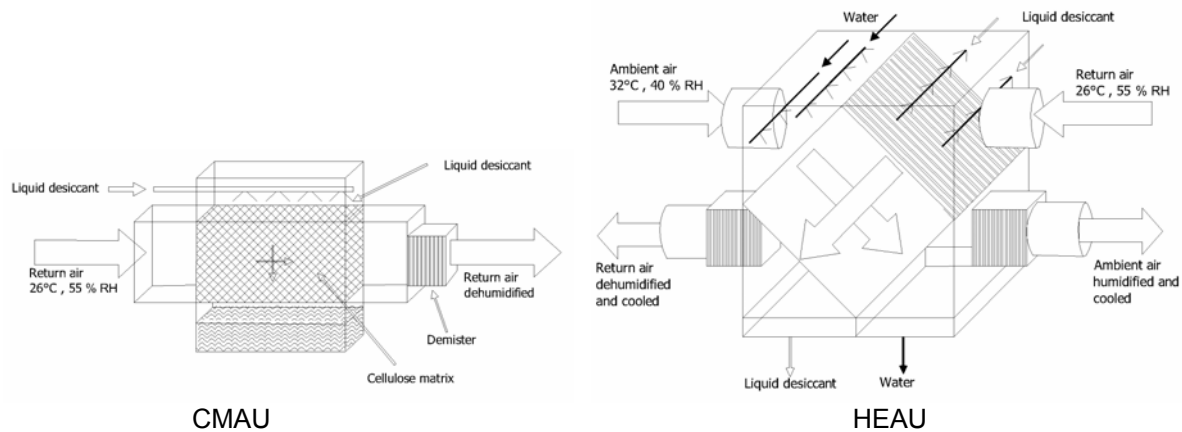 Liquid desiccant
Liquid desiccant
Return air
26°C , 55 % RH
Return air
dehumidified
Demister
Cellulose matrix
CMAU
Water
Liquid desiccant
Ambient air
32°C , 40 % RH
Return air
26°C , 55 % RH
Return air
dehumidified
and cooled
Ambient air
humidified and
cooled
Liquid desiccant
Water
HEAU